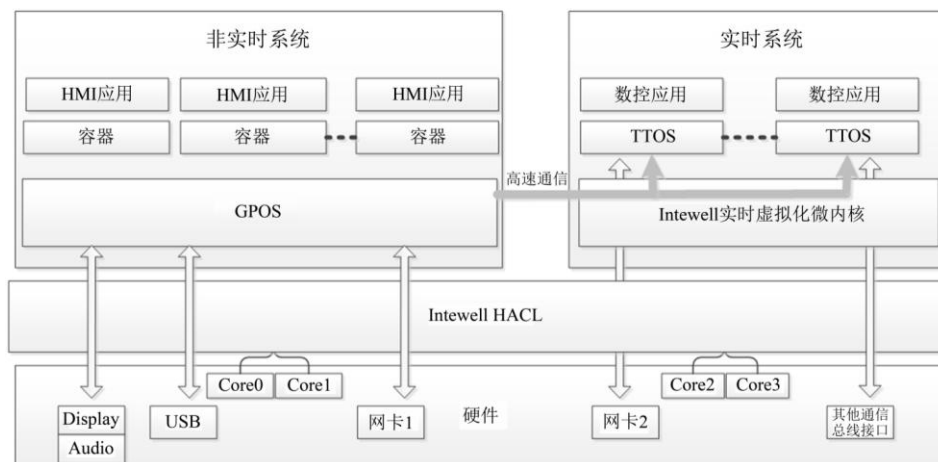 非实时系统
实时系统
HMI应用
HMI应用
HMI应用
数控应用
数控应用
容器
容器
容器
TTOS
TTOS
高速通信
GPOS
Intewell实时虚拟化微内核
Intewell HACL
Core0
Core1
Core2
Core3
Display
USB
网卡1
硬件
网卡2
其他通信
总线接口
Audio